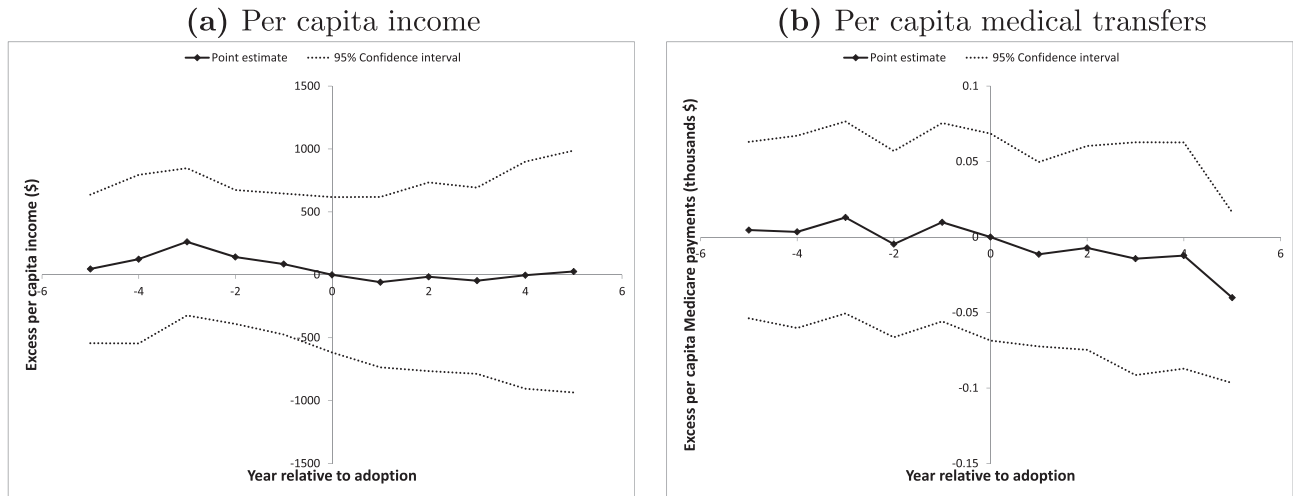 (a) Per capita income
Point estimate 95% Confidence interval
1500
1000
500
0
-500
-1000
-1500
-6 -4 -2 2 4 6
Excess per capita income ($)
Year relative to adoption
(b) Per capita medical transfers
Point estimate 95% Confidence interval
0.1
0.05
0
-0.05
-0.1
-0.15
-6 -4 -2 0 2 4 6
Excess per capita Medicare payments (thousands $)
Year relative to adoption